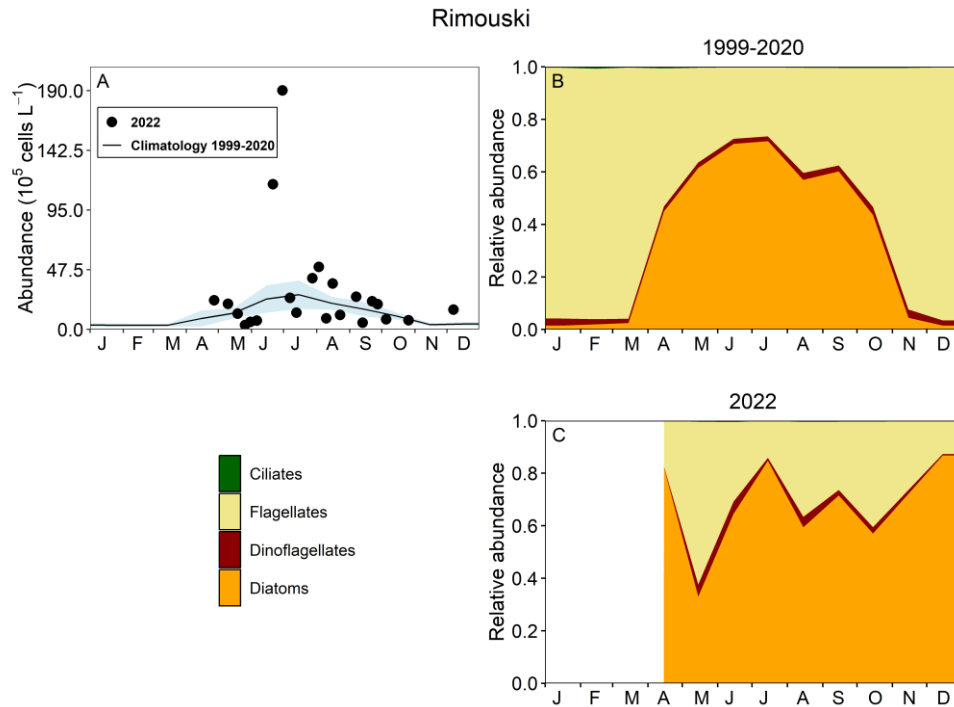 Rimouski
A
Abundance (10⁵ cells L⁻¹)
190.0
142.5
95.0
47.5
0.0
2022
Climatology 1999-2020
J F M A M J J A S O N D
1999-2020
B
Relative abundance
1.0
0.8
0.6
0.4
0.2
0.0
J F M A M J J A S O N D
Ciliates
Flagellates
Dinoflagellates
Diatoms
2022
C
Relative abundance
1.0
0.8
0.6
0.4
0.2
0.0
J F M A M J J A S O N D